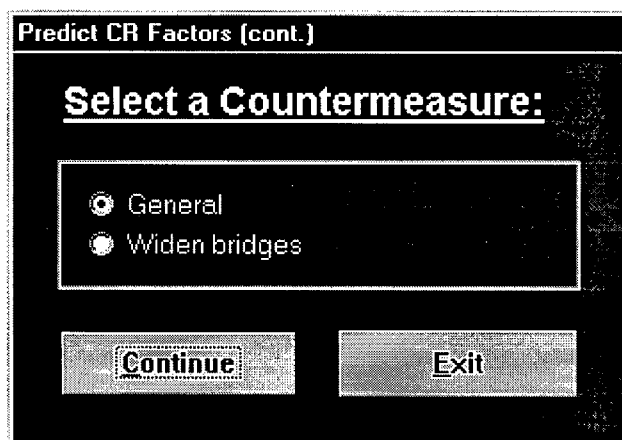 Predict CR Factors (cont.)
Select a Countermeasure:
General
Widen bridges
Continue
Exit